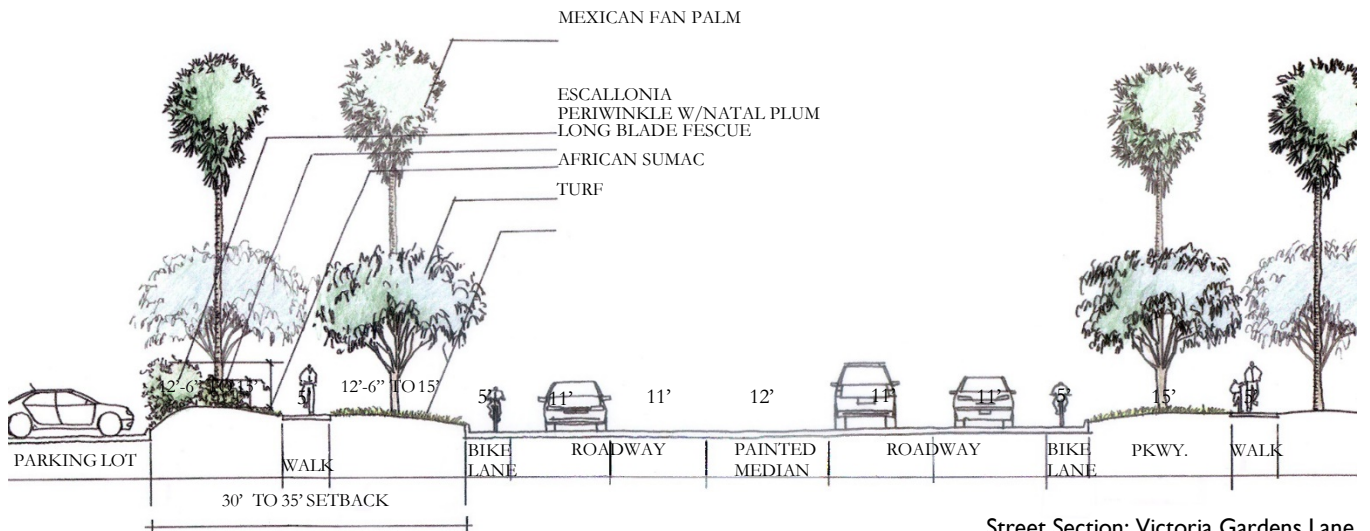 MEXICAN FAN PALM
ESCALLONIA
PERIWINKLE W/NATAL PLUM
LONG BLADE FESCUE
AFRICAN SUMAC
TURF
12'-6" TO 15' 5' 12'-6" TO 15' 5' 11' 11' 12' 11' 11' 5' 15' 5'
PARKING LOT WALK BIKE LANE ROADWAY PAINTED MEDIAN ROADWAY BIKE LANE PKWY. WALK
30' TO 35' SETBACK
Street Section: Victoria Gardens Lane